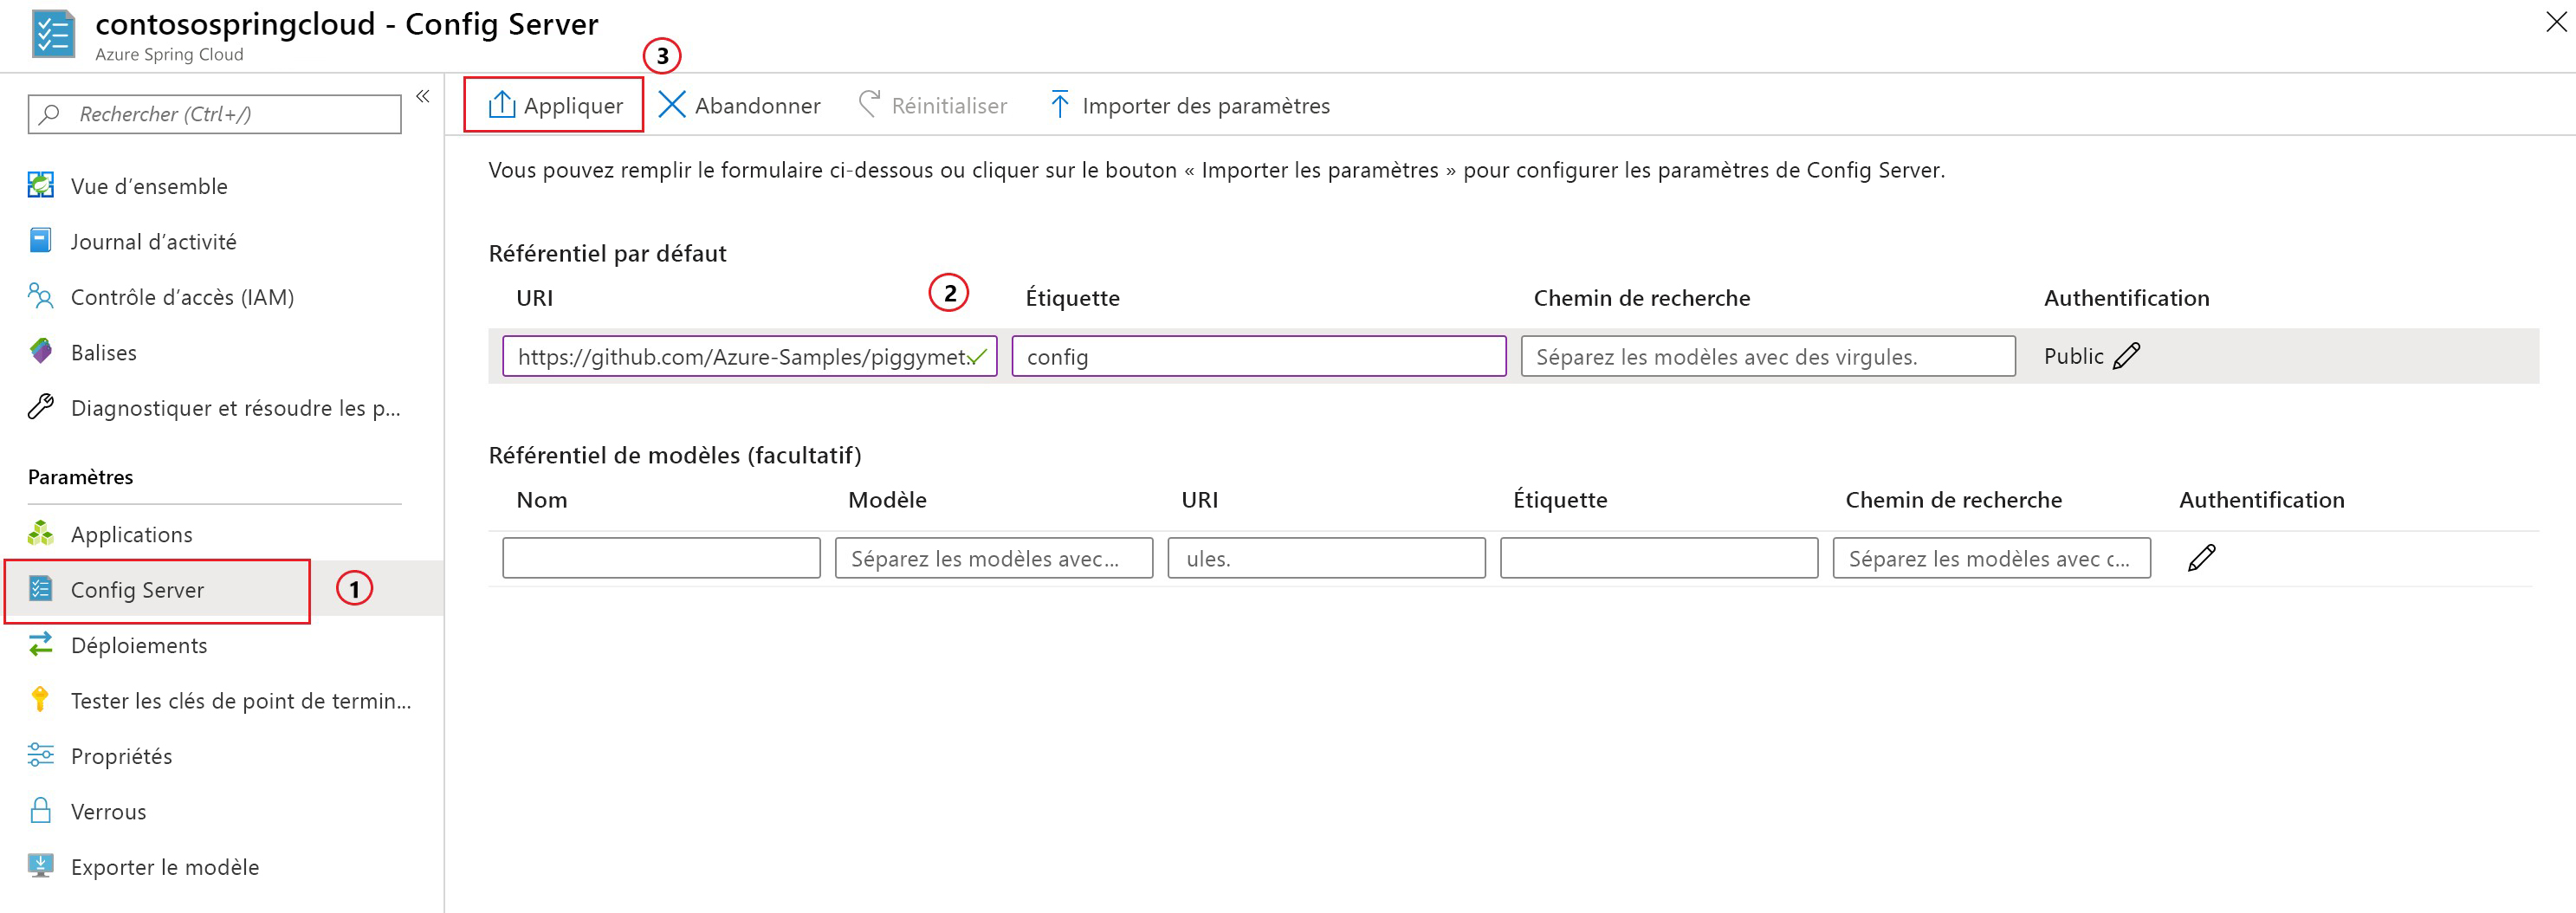 contosospringcloud - Config Server
Azure Spring Cloud
Rechercher (Ctrl+/)
«
Vue d’ensemble
Journal d’activité
Contrôle d’accès (IAM)
Balises
Diagnostiquer et résoudre les p...
Paramètres
Applications
Config Server
1
Déploiements
Tester les clés de point de termin...
Propriétés
Verrous
Exporter le modèle
3
Appliquer Abandonner Réinitialiser Importer des paramètres
Vous pouvez remplir le formulaire ci-dessous ou cliquer sur le bouton « Importer les paramètres » pour configurer les paramètres de Config Server.
Référentiel par défaut
URI 2 Étiquette Chemin de recherche Authentification
https://github.com/Azure-Samples/piggymet... config Séparez les modèles avec des virgules. Public
Référentiel de modèles (facultatif)
Nom Modèle URI Étiquette Chemin de recherche Authentification
Séparez les modèles avec... ules. Séparez les modèles avec c...